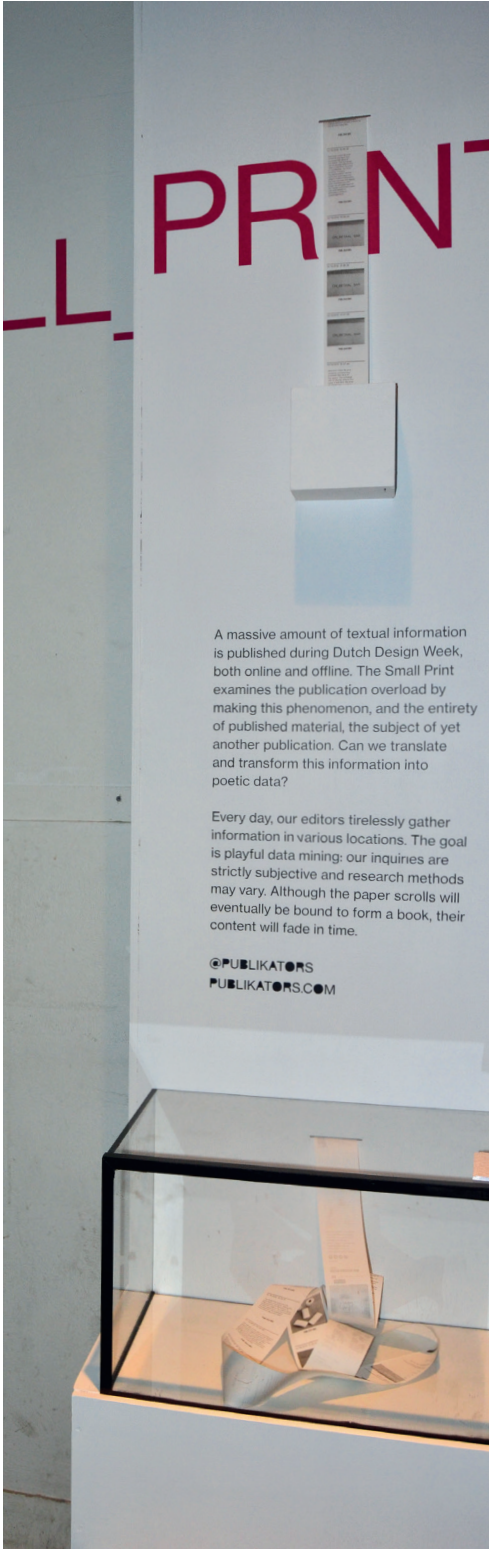 LL_PRINT
A massive amount of textual information
is published during Dutch Design Week,
both online and offline. The Small Print
examines the publication overload by
making this phenomenon, and the entirety
of published material, the subject of yet
another publication. Can we translate
and transform this information into
poetic data?
Every day, our editors tirelessly gather
information in various locations. The goal
is playful data mining: our inquiries are
strictly subjective and research methods
may vary. Although the paper scrolls will
eventually be bound to form a book, their
content will fade in time.
@PUBLIKATORS
PUBLIKATORS.COM